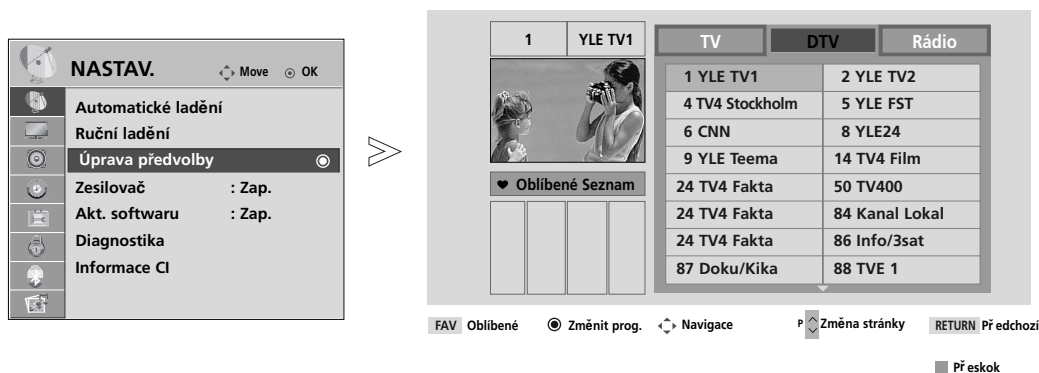 NASTAV. Move OK
Automatické ladění
Ruční ladění
Úprava předvolby
Zesilovač : Zap.
Akt. softwaru : Zap.
Diagnostika
Informace CI
1 YLE TV1
Oblíbené Seznam
TV DTV Rádio
1 YLE TV1 2 YLE TV2
4 TV4 Stockholm 5 YLE FST
6 CNN 8 YLE24
9 YLE Teema 14 TV4 Film
24 TV4 Fakta 50 TV400
24 TV4 Fakta 84 Kanal Lokal
24 TV4 Fakta 86 Info/3sat
87 Doku/Kika 88 TVE 1
FAV Oblíbené Změnit prog. Navigace P Změna stránky RETURN Př edchozí
Př eskok